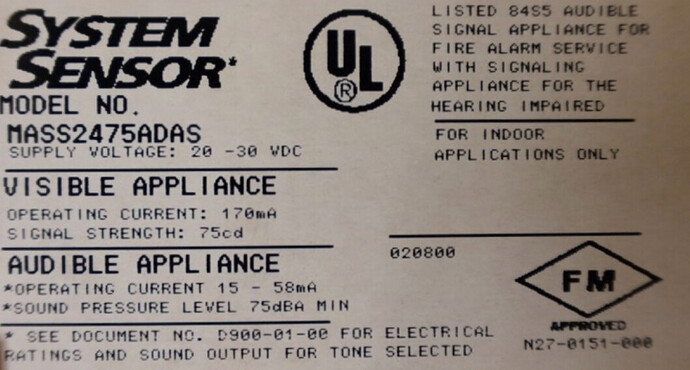 SYSTEM
SENSOR*
MODEL NO.
MASS2475ADAS
SUPPLY VOLTAGE: 20 -30 VDC
VISIBLE APPLIANCE
OPERATING CURRENT: 170mA
SIGNAL STRENGTH: 75cd
AUDIBLE APPLIANCE
*OPERATING CURRENT 15 - 58mA
*SOUND PRESSURE LEVEL 75dBA MIN
* SEE DOCUMENT NO. D900-01-00 FOR ELECTRICAL
RATINGS AND SOUND OUTPUT FOR TONE SELECTED
UL
®
LISTED 84S5 AUDIBLE
SIGNAL APPLIANCE FOR
FIRE ALARM SERVICE
WITH SIGNALING
APPLIANCE FOR THE
HEARING IMPAIRED
FOR INDOOR
APPLICATIONS ONLY
020800
FM
APPROVED
N27-0151-000